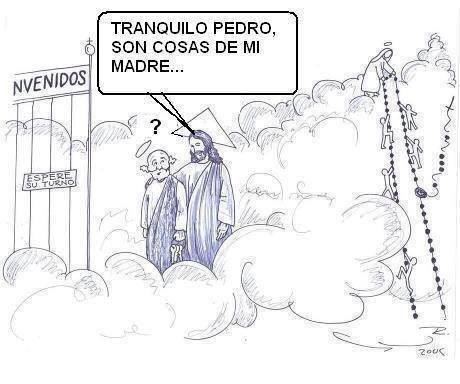 TRANQUILO PEDRO,
SON COSAS DE MI
MADRE...
NVENIDOS
?
ESPERE
SU TURNO
R.
2005